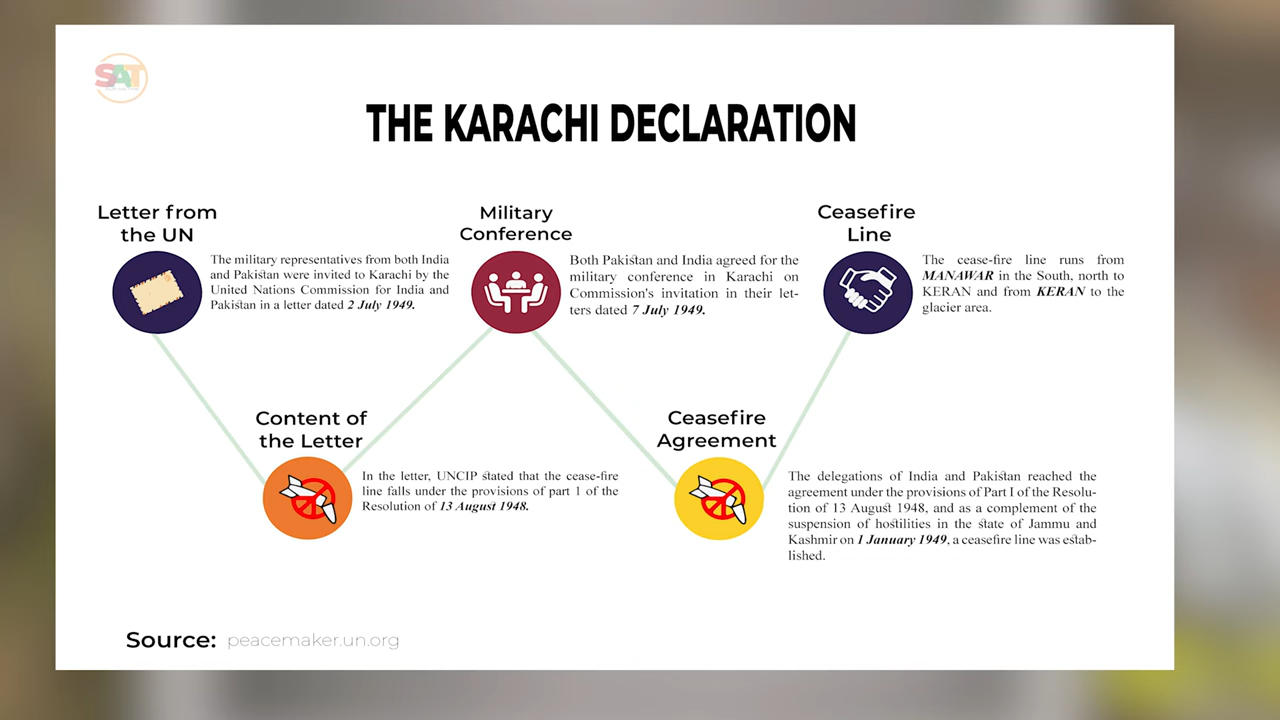 SAT
THE KARACHI DECLARATION
Letter from
the UN
The military representatives from both India
and Pakistan were invited to Karachi by the
United Nations Commission for India and
Pakistan in a letter dated 2 July 1949.
Content of
the Letter
In the letter, UNCIP stated that the cease-fire
line falls under the provisions of part 1 of the
Resolution of 13 August 1948.
Military
Conference
Both Pakistan and India agreed for the
military conference in Karachi on
Commission's invitation in their let-
ters dated 7 July 1949.
Ceasefire
Agreement
The delegations of India and Pakistan reached the
agreement under the provisions of Part I of the Resolu-
tion of 13 August 1948, and as a complement of the
suspension of hostilities in the state of Jammu and
Kashmir on 1 January 1949, a ceasefire line was estab-
lished.
Ceasefire
Line
The cease-fire line runs from
MANAWAR in the South, north to
KERAN and from KERAN to the
glacier area.
Source: peacemaker.un.org